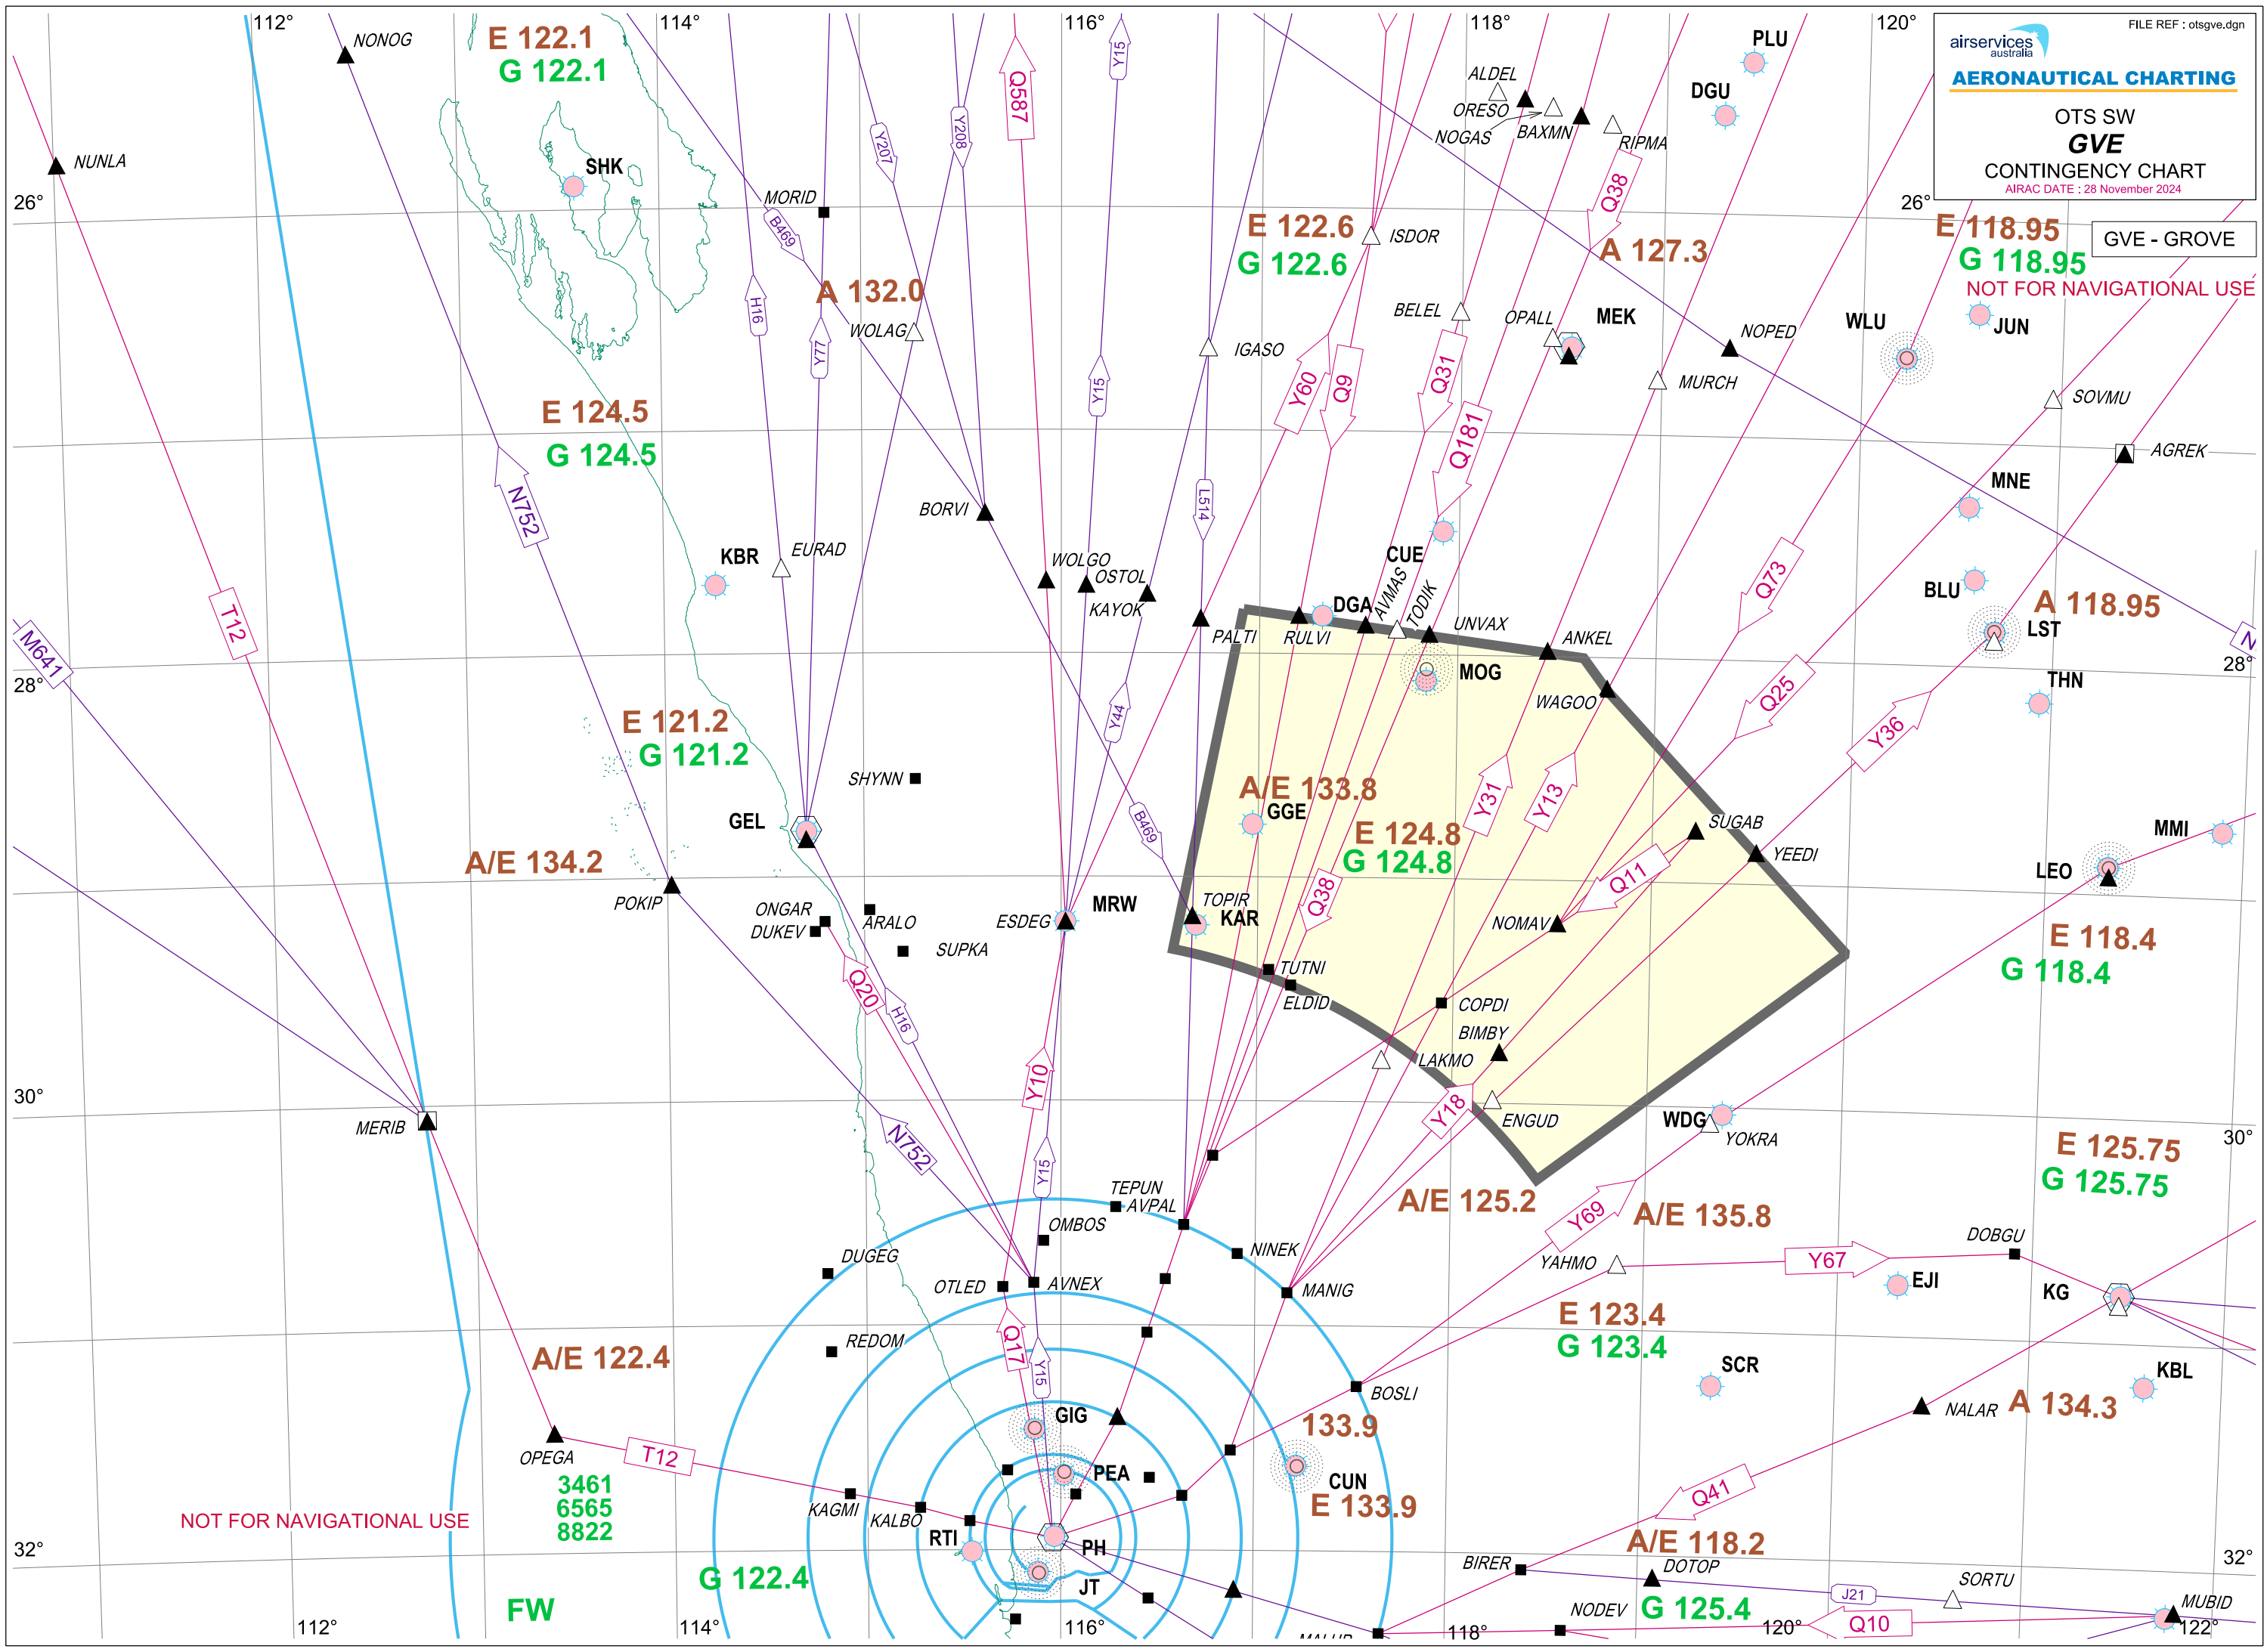 112°
114°
116°
118°
120°
FILE REF : otsgve.dgn
airservices
australia
AERONAUTICAL CHARTING
OTS SW
GVE
CONTINGENCY CHART
AIRAC DATE : 28 November 2024
GVE - GROVE
NOT FOR NAVIGATIONAL USE
NONOG
E 122.1
G 122.1
Q587
Y15
PLU
ALDEL
DGU
ORESO
NOGAS
BAXMN
RIPMA
NUNLA
SHK
Y207
Y208
Q38
26°
MORID
B469
26°
E 122.6
G 122.6
ISDOR
A 127.3
E 118.95
G 118.95
A 132.0
H16
Y77
WOLAG
IGASO
BELEL
OPALL
MEK
NOPED
WLU
JUN
Y15
Y60
Q9
Q31
MURCH
SOVMU
E 124.5
G 124.5
Q181
AGREK
N752
BORVI
L514
MNE
KBR
EURAD
WOLGO
OSTOL
KAYOK
CUE
Q73
BLU
T12
M641
PALTI
RULVI
DGA
AVMAS
TODIK
UNVAX
ANKEL
A 118.95
LST
N
28°
28°
MOG
WAGOO
Q25
THN
E 121.2
G 121.2
Y44
Y36
SHYNN
A/E 133.8
GGE
Y31
Y13
GEL
B469
E 124.8
G 124.8
SUGAB
YEEDI
MMI
A/E 134.2
LEO
POKIP
ONGAR
DUKEV
ARALO
SUPKA
ESDEG
MRW
TOPIR
KAR
Q38
Q11
NOMAV
E 118.4
G 118.4
Q20
H16
TUTNI
ELDID
COPDI
BIMBY
LAKMO
Y10
30°
MERIB
N752
Y15
Y18
ENGUD
WDG
YOKRA
30°
E 125.75
G 125.75
TEPUN
AVPAL
A/E 125.2
Y69
A/E 135.8
OMBOS
NINEK
DUGEG
YAHMO
Y67
DOBGU
OTLED
AVNEX
MANIG
EJI
KG
E 123.4
G 123.4
REDOM
Q17
Y15
A/E 122.4
SCR
KBL
BOSLI
GIG
133.9
NALAR
A 134.3
OPEGA
T12
PEA
CUN
E 133.9
3461
6565
8822
KAGMI
KALBO
Q41
NOT FOR NAVIGATIONAL USE
RTI
PH
A/E 118.2
32°
32°
BIRER
DOTOP
JT
G 122.4
SORTU
J21
FW
NODEV
G 125.4
MUBID
Q10
112°
114°
116°
118°
120°
122°